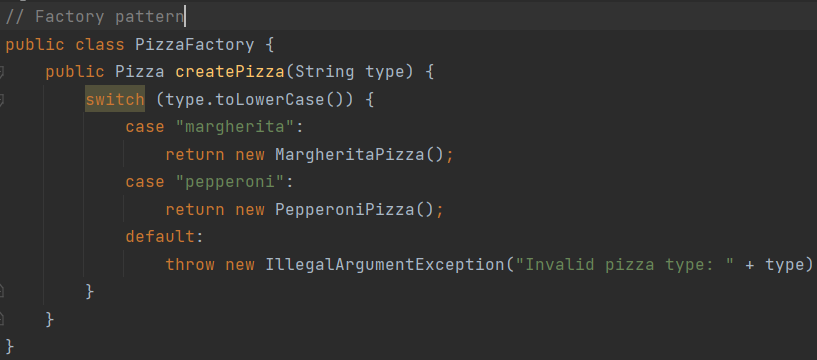 // Factory pattern
public class PizzaFactory {
    public Pizza createPizza(String type) {
        switch (type.toLowerCase()) {
            case "margherita":
                return new MargheritaPizza();
            case "pepperoni":
                return new PepperoniPizza();
            default:
                throw new IllegalArgumentException("Invalid pizza type: " + type)
        }
    }
}